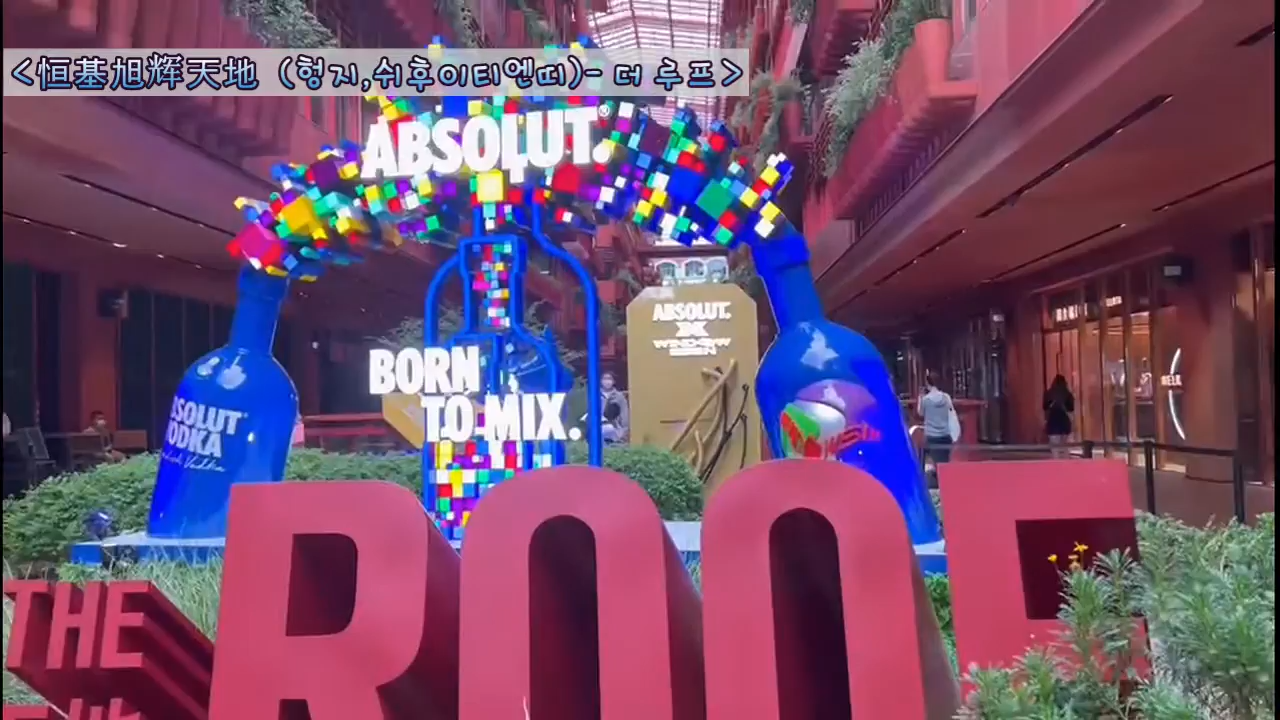 <恒基旭辉天地 (헝지,쉬후이티엔띠)- 더 루프>
ABSOLUT.®
ABSOLUT.
BORN
TO MIX.
ABSOLUT
VODKA
THE
ROOF